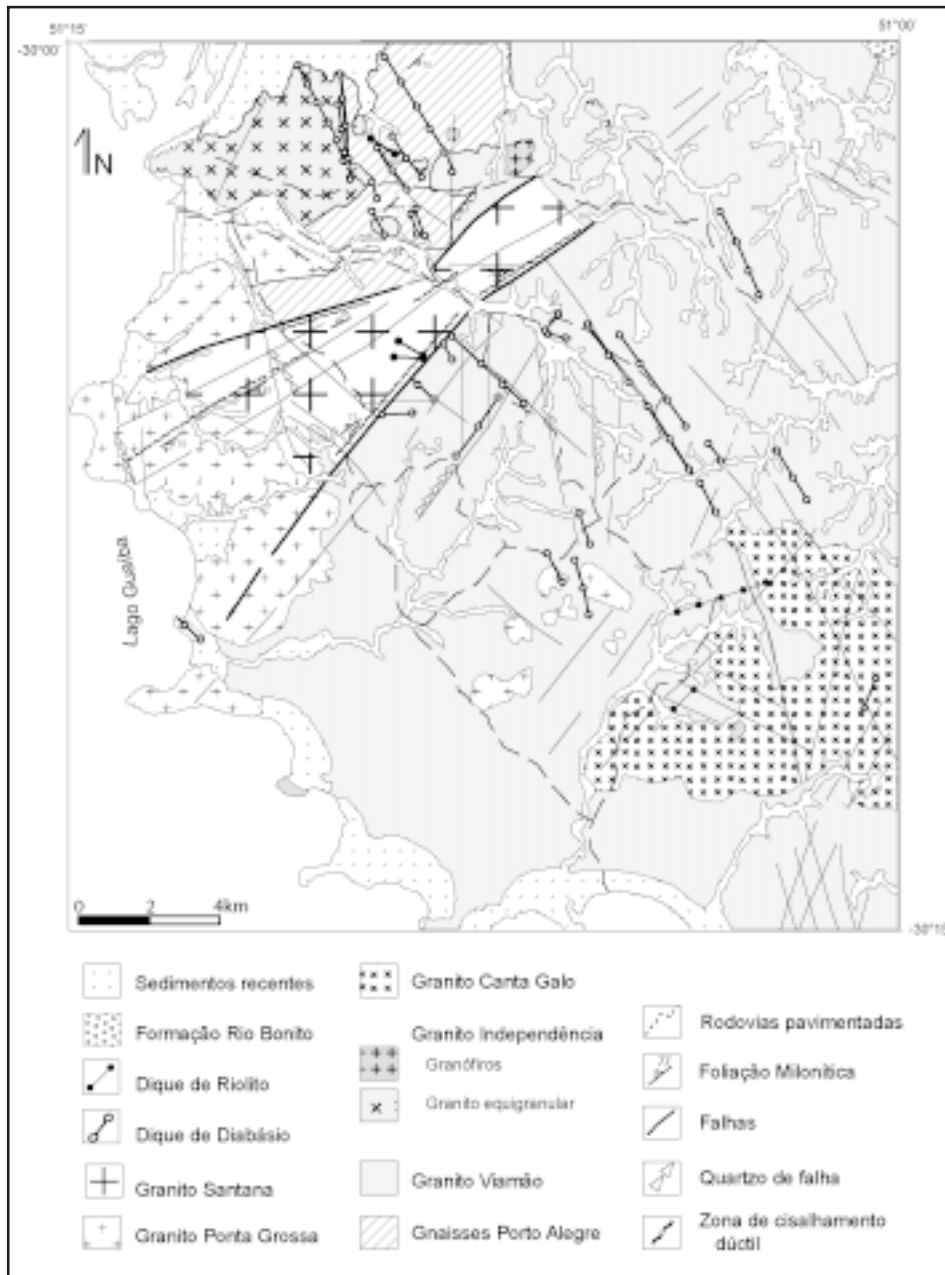 51°15'
51°00'
-30°00'
N
Lago Guaíba
0 2 4km
-30°15'
Sedimentos recentes
Formação Rio Bonito
Dique de Riolito
Dique de Diabásio
Granito Santana
Granito Ponta Grossa
Granito Canta Galo
Granito Independência
Granófiros
Granito equigranular
Granito Viamão
Gnaisses Porto Alegre
Rodovias pavimentadas
Foliação Milonítica
Falhas
Quartzo de falha
Zona de cisalhamento
dúctil